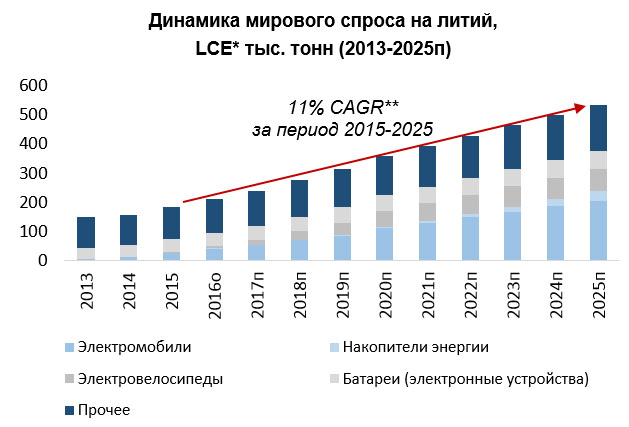 Динамика мирового спроса на литий,
LCE* тыс. тонн (2013-2025п)
11% CAGR**
за период 2015-2025
600
500
400
300
200
100
0
2013
2014
2015
2016о
2017п
2018п
2019п
2020п
2021п
2022п
2023п
2024п
2025п
Электромобили
Накопители энергии
Электровелосипеды
Батареи (электронные устройства)
Прочее